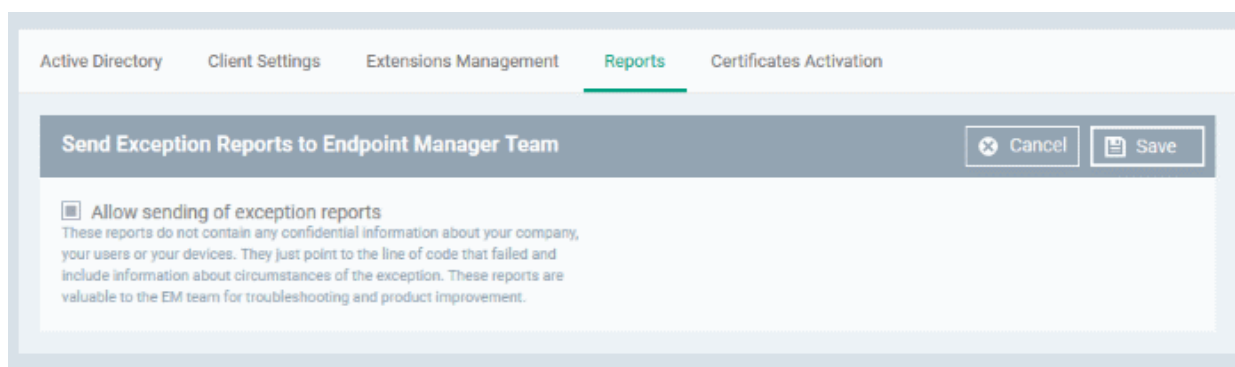 Active Directory Client Settings Extensions Management Reports Certificates Activation
Send Exception Reports to Endpoint Manager Team Cancel Save
Allow sending of exception reports
These reports do not contain any confidential information about your company,
your users or your devices. They just point to the line of code that failed and
include information about circumstances of the exception. These reports are
valuable to the EM team for troubleshooting and product improvement.